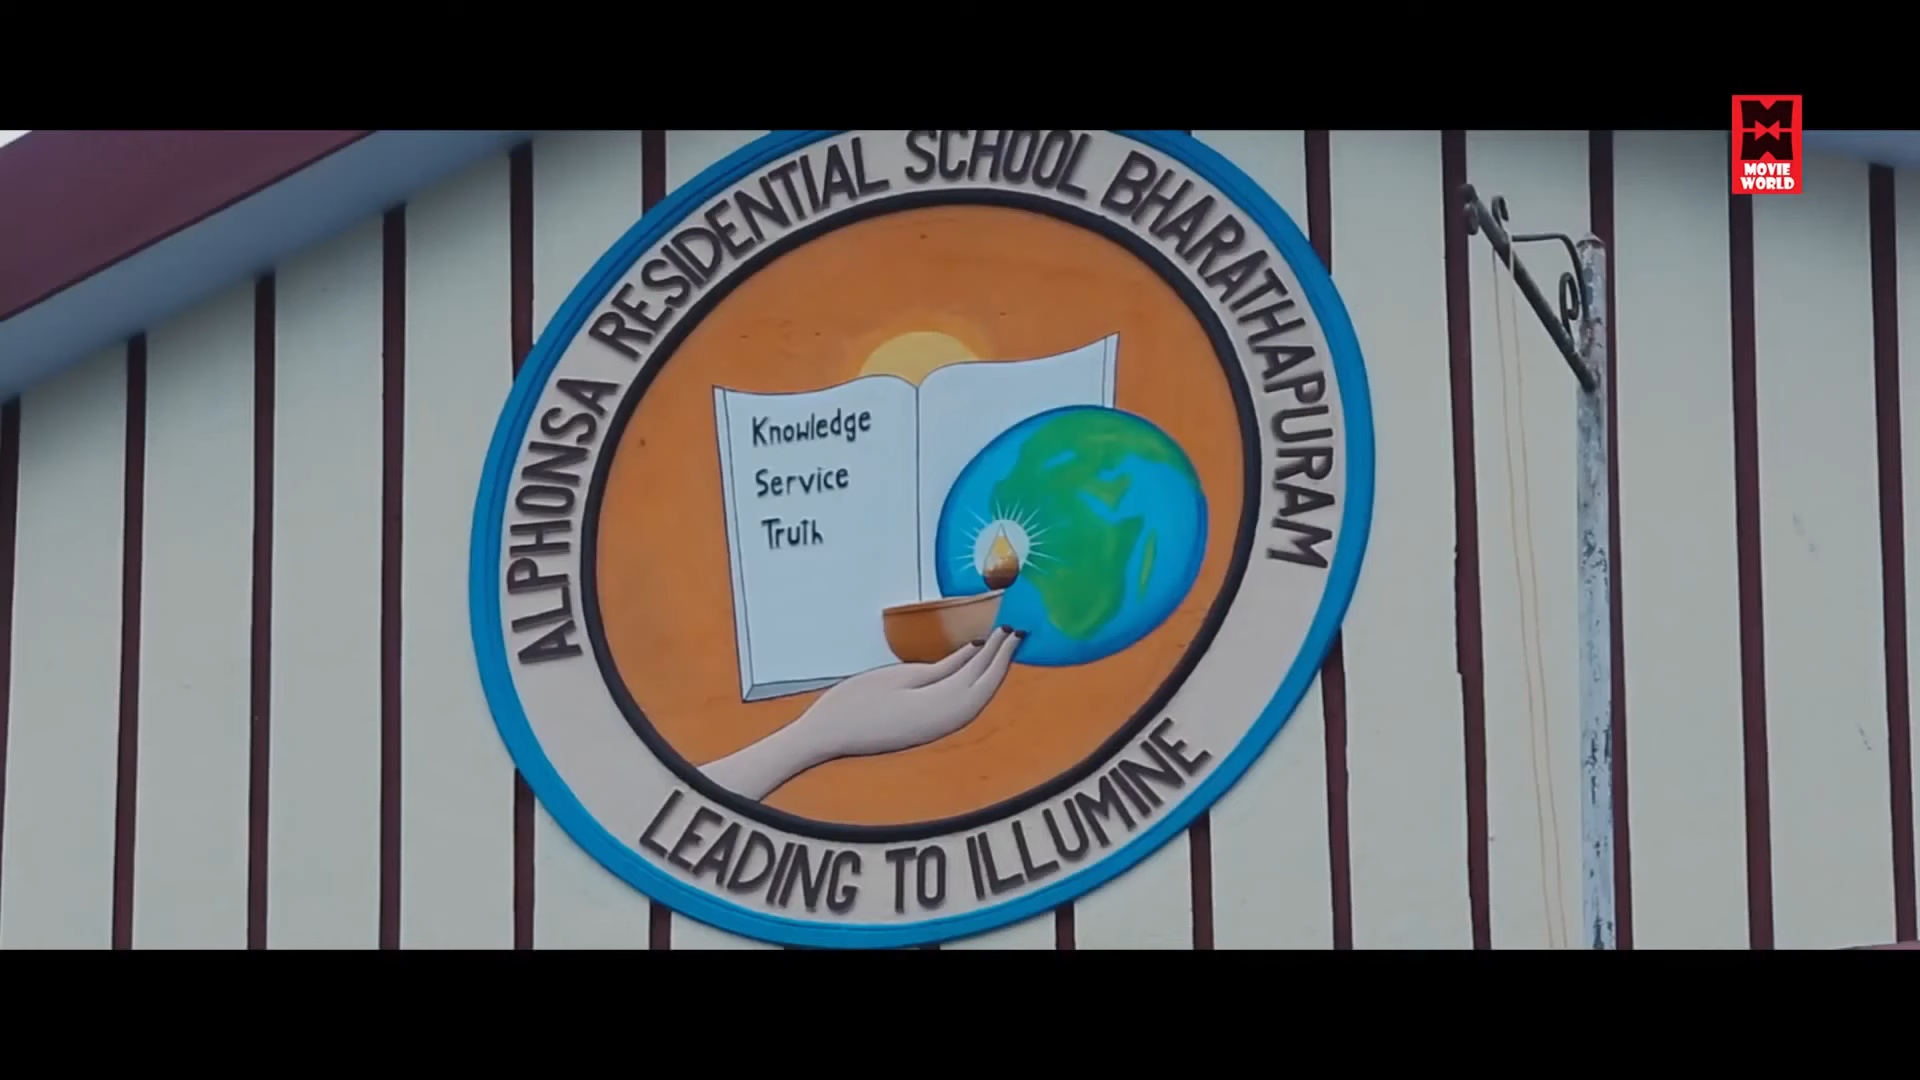 ALPHONSA RESIDENTIAL SCHOOL BHARATHAPURAM
Knowledge
Service
Truth
LEADING TO ILLUMINE
MOVIE
WORLD